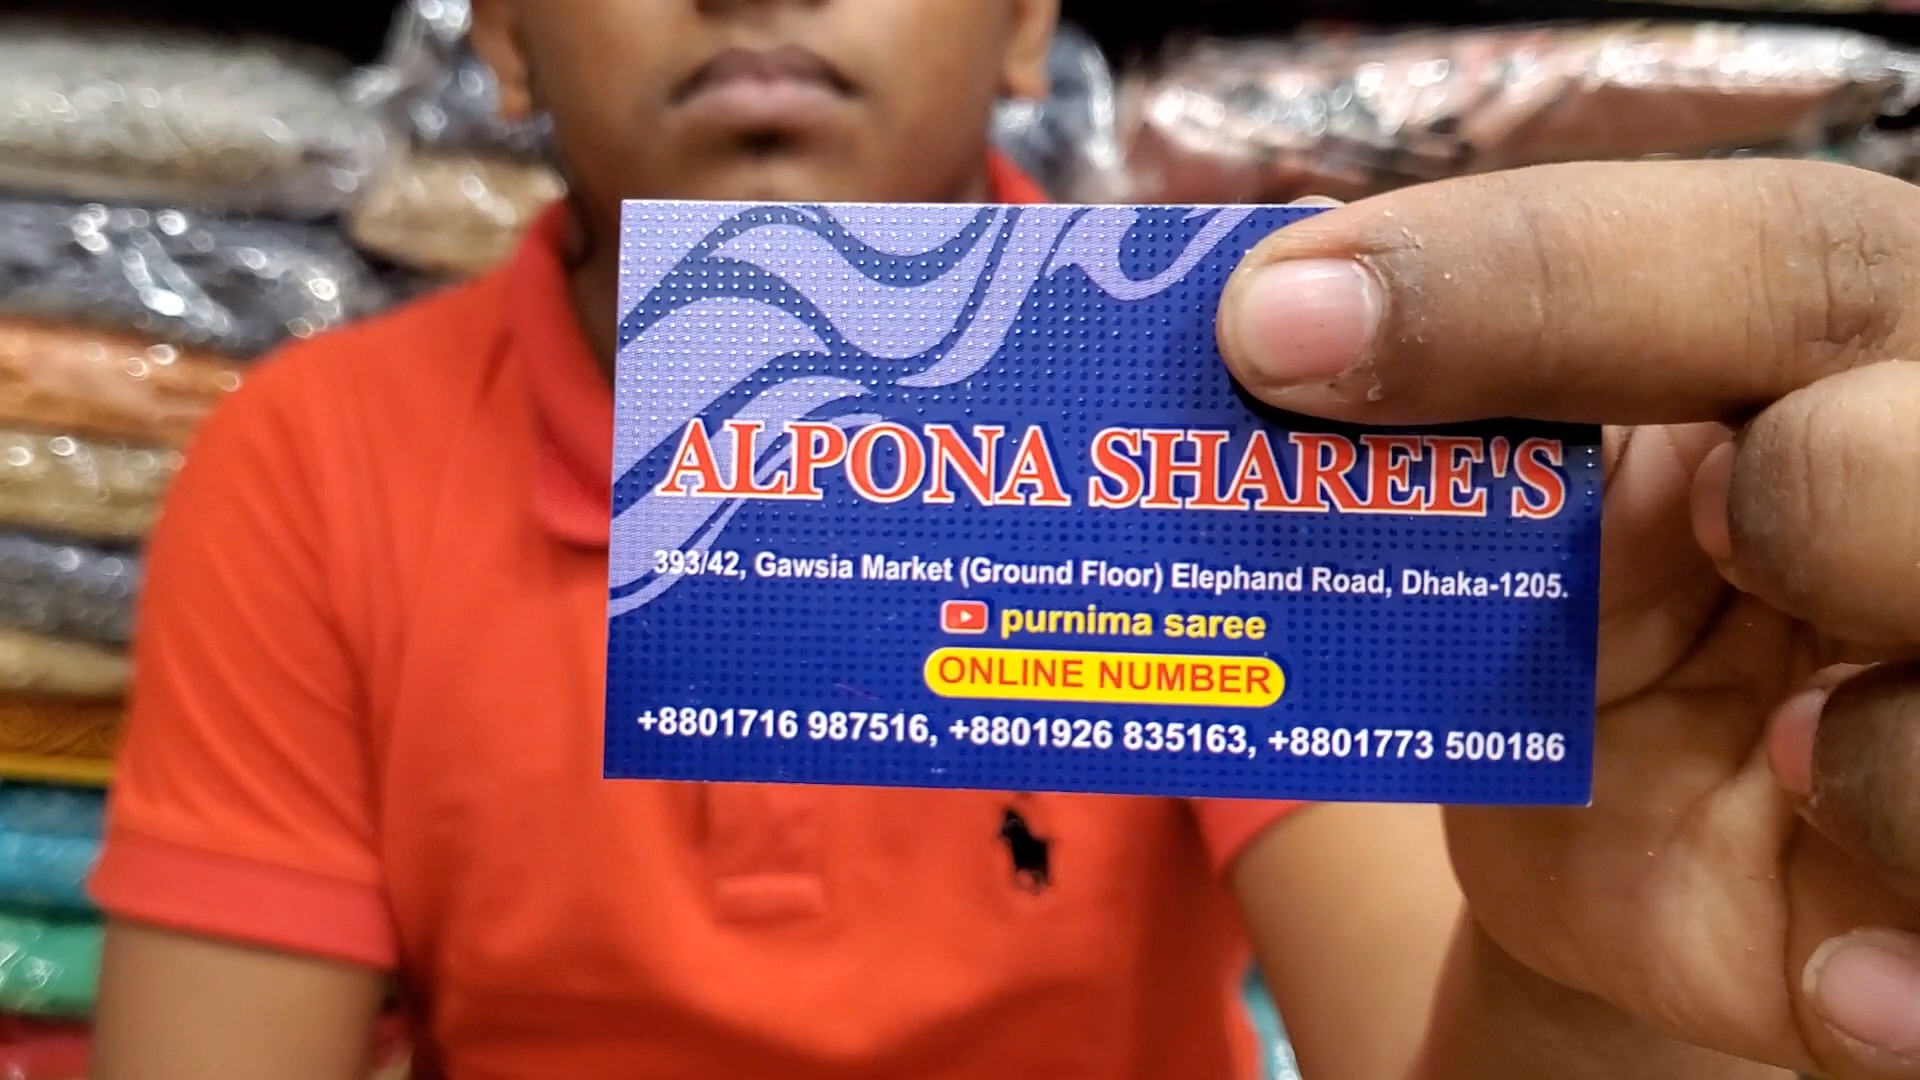 ALPONA SHAREE'S
393/42, Gawsia Market (Ground Floor) Elephand Road, Dhaka-1205.
purnima saree
ONLINE NUMBER
+8801716 987516, +8801926 835163, +8801773 500186